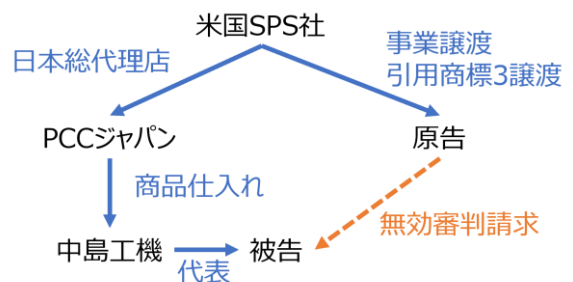 米国SPS社
日本総代理店
事業譲渡
引用商標3譲渡
PCCジャパン
原告
商品仕入れ
無効審判請求
中島工機
被告
代表